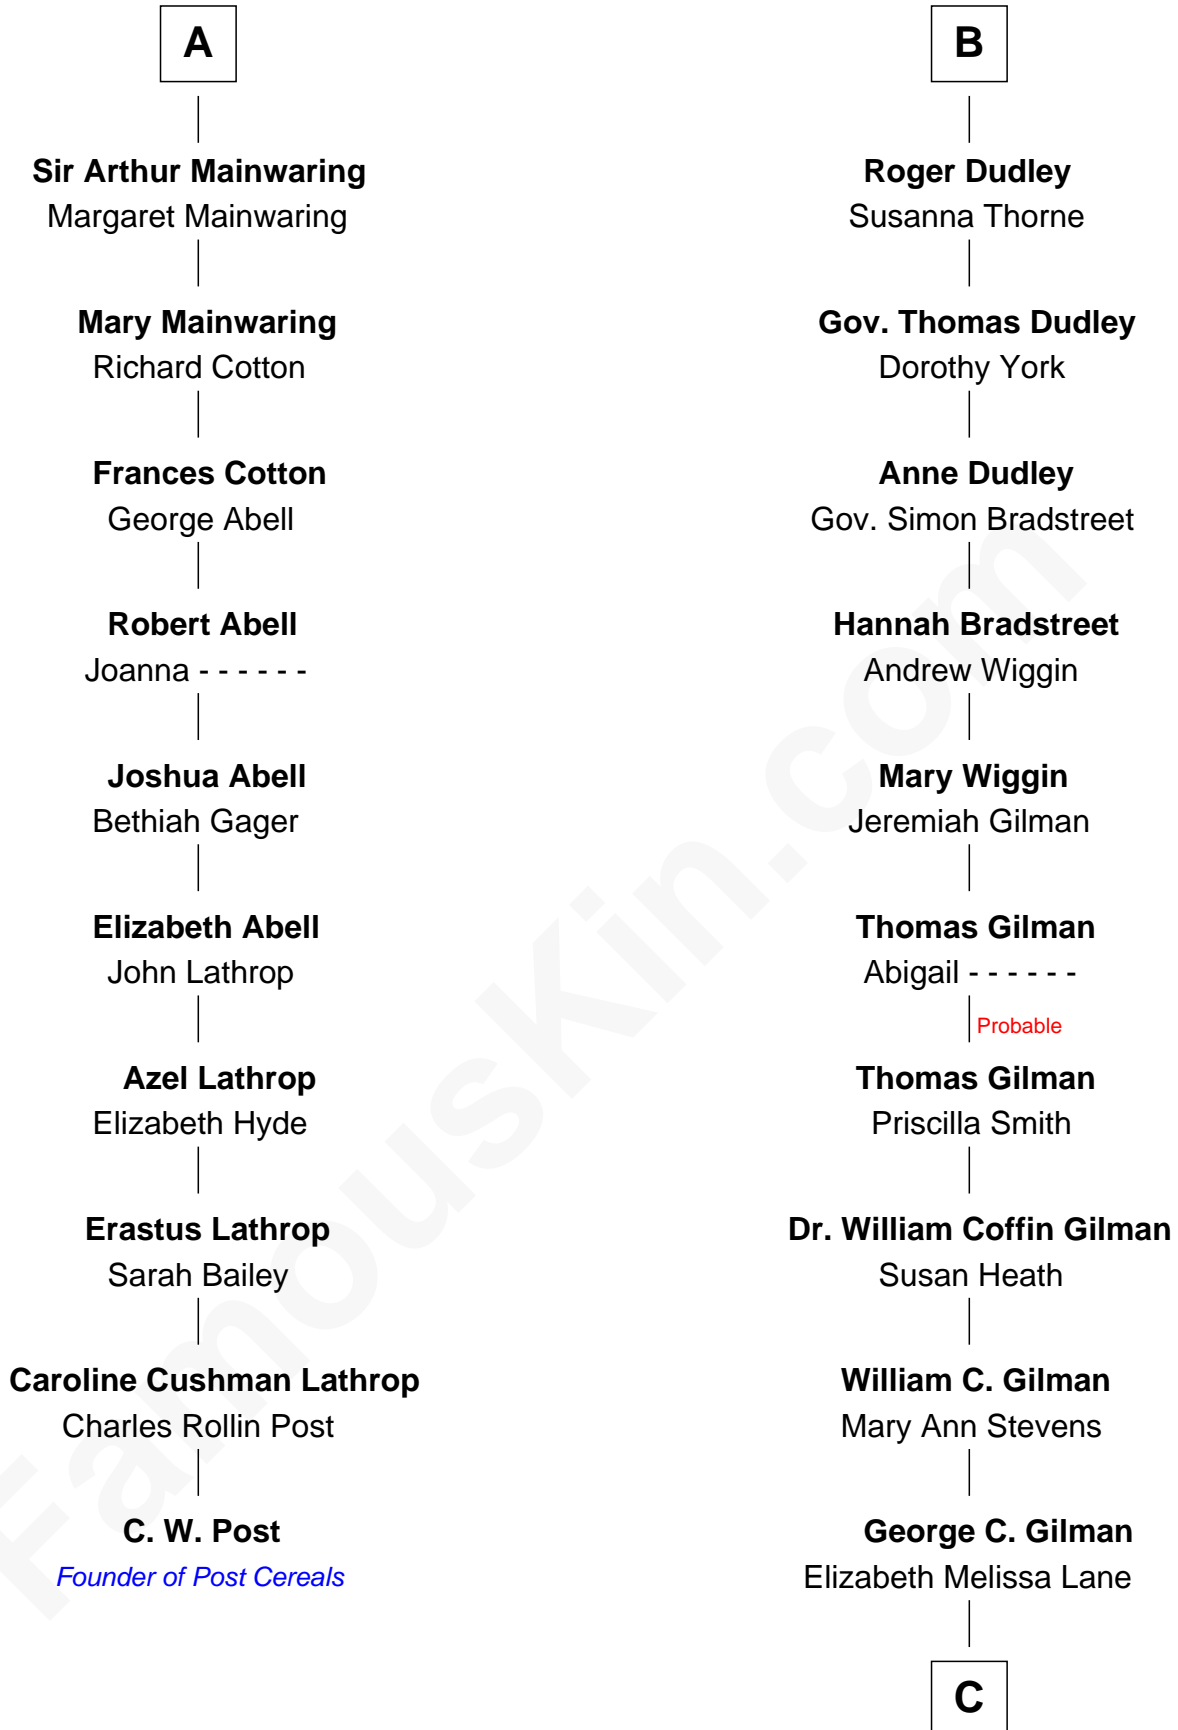 A
Sir Arthur Mainwaring
Margaret Mainwaring
Mary Mainwaring
Richard Cotton
Frances Cotton
George Abell
Robert Abell
Joanna - - - - - -
Joshua Abell
Bethiah Gager
Elizabeth Abell
John Lathrop
Azel Lathrop
Elizabeth Hyde
Erastus Lathrop
Sarah Bailey
Caroline Cushman Lathrop
Charles Rollin Post
C. W. Post
Founder of Post Cereals
B
Roger Dudley
Susanna Thorne
Gov. Thomas Dudley
Dorothy York
Anne Dudley
Gov. Simon Bradstreet
Hannah Bradstreet
Andrew Wiggin
Mary Wiggin
Jeremiah Gilman
Thomas Gilman
Abigail - - - - - -
Probable
Thomas Gilman
Priscilla Smith
Dr. William Coffin Gilman
Susan Heath
William C. Gilman
Mary Ann Stevens
George C. Gilman
Elizabeth Melissa Lane
C
FamousKin.com